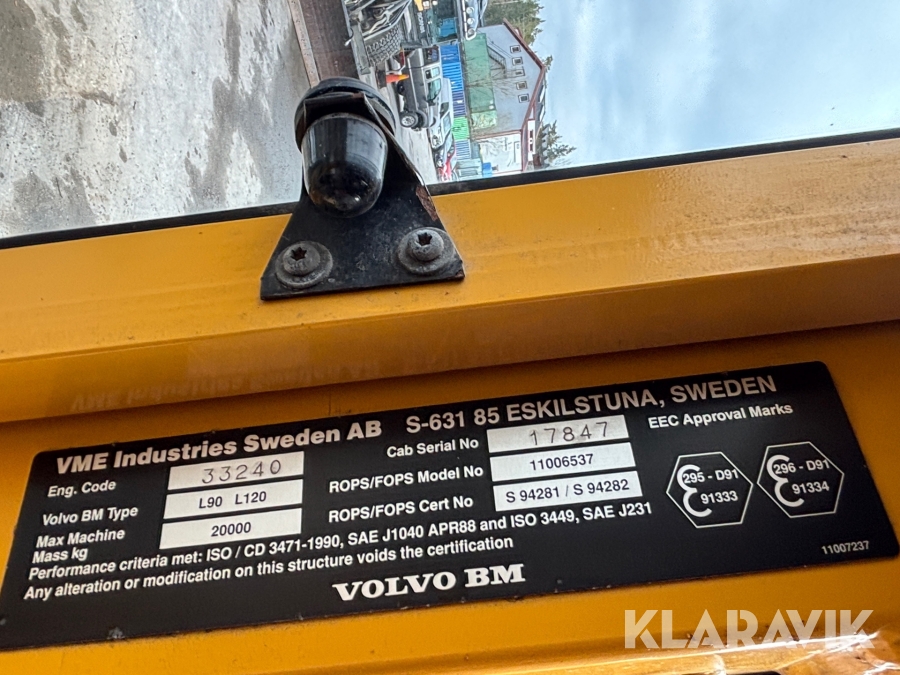 VME Industries Sweden AB S-631 85 ESKILSTUNA, SWEDEN
Eng. Code 33240 Cab Serial No 17847 EEC Approval Marks
Volvo BM Type L90 L120 ROPS/FOPS Model No 11006537
Max Machine Mass kg 20000 ROPS/FOPS Cert No S 94281 / S 94282
295 - D91
91333
296 - D91
91334
Performance criteria met: ISO / CD 3471-1990, SAE J1040 APR88 and ISO 3449, SAE J231
Any alteration or modification on this structure voids the certification
VOLVO BM
11007237
KLARAVIK